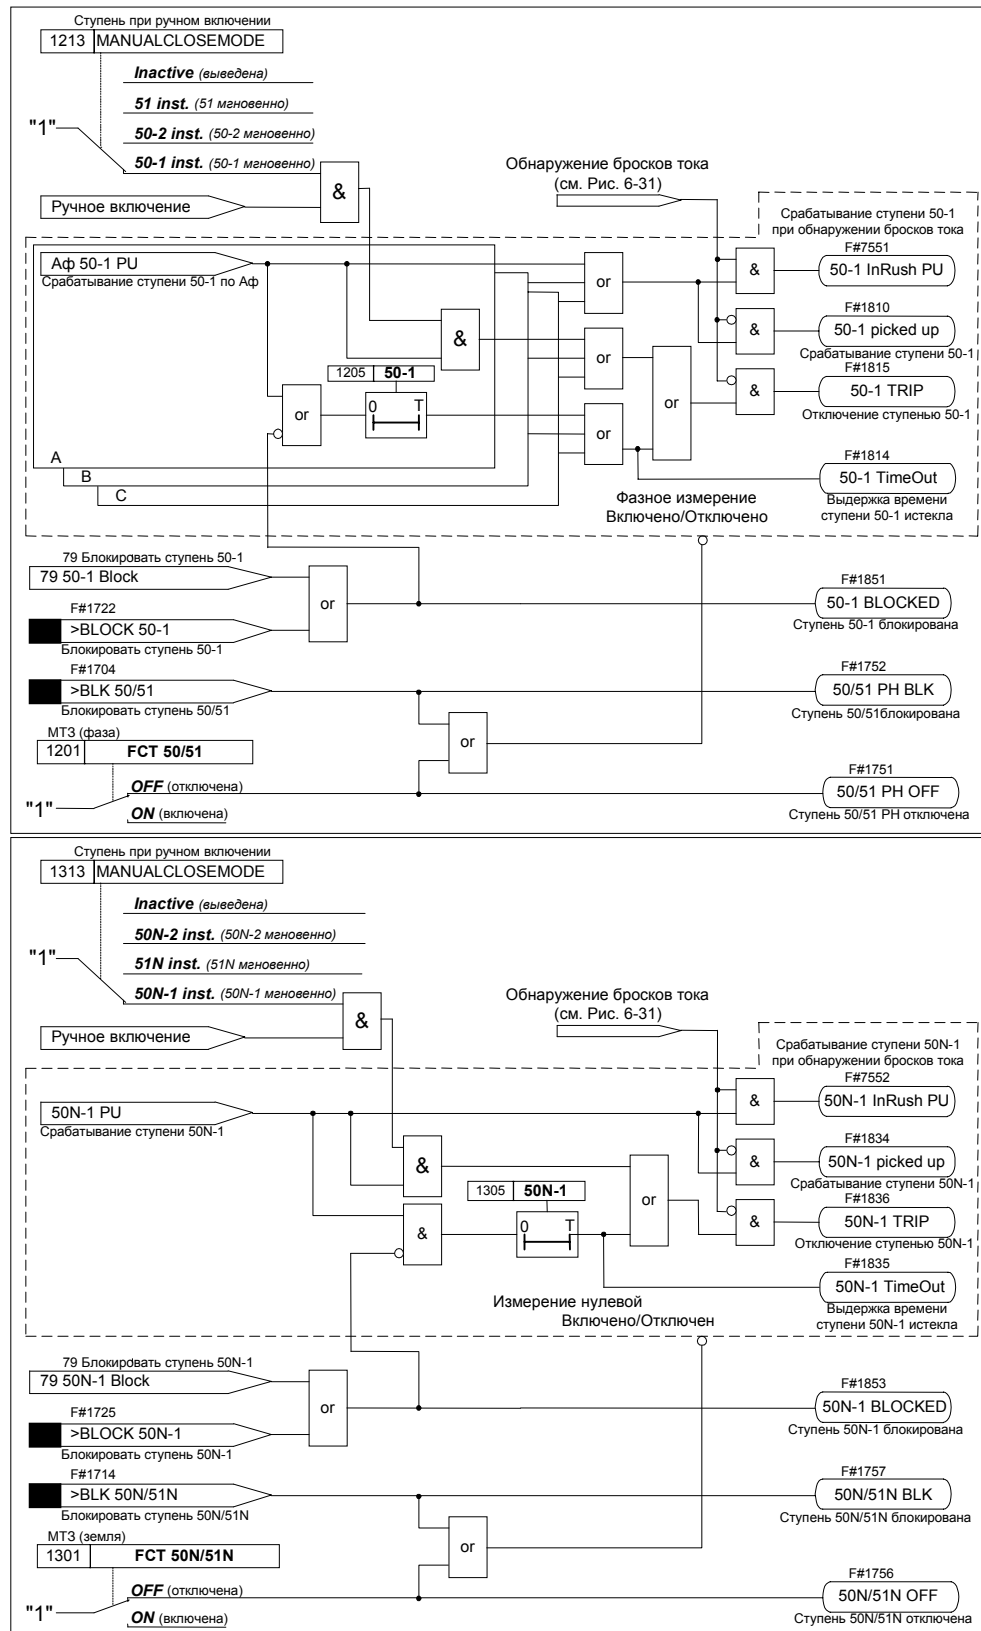 Ступень при ручном включении
1213 MANUALCLOSEMODE
Inactive (выведена)
51 inst. (51 мгновенно)
"1"
50-2 inst. (50-2 мгновенно)
50-1 inst. (50-1 мгновенно)
&
Ручное включение
Обнаружение бросков тока
(см. Рис. 6-31)
Срабатывание ступени 50-1
при обнаружении бросков тока
F#7551
Aф 50-1 PU
Срабатывание ступени 50-1 по Аф
or
&
50-1 InRush PU
F#1810
&
50-1 picked up
Срабатывание ступени 50-1
&
or
F#1815
1205 50-1
0 T
or
or
&
50-1 TRIP
Отключение ступенью 50-1
or
A
B
C
F#1814
50-1 TimeOut
Выдержка времени
ступени 50-1 истекла
Фазное измерение
Включено/Отключено
79 Блокировать ступень 50-1
79 50-1 Block
or
F#1851
50-1 BLOCKED
Ступень 50-1 блокирована
F#1722
>BLOCK 50-1
Блокировать ступень 50-1
F#1704
>BLK 50/51
Блокировать ступень 50/51
F#1752
50/51 PH BLK
Ступень 50/51блокирована
or
МТЗ (фаза)
1201 FCT 50/51
"1"
OFF (отключена)
ON (включена)
F#1751
50/51 PH OFF
Ступень 50/51 PH отключена
Ступень при ручном включении
1313 MANUALCLOSEMODE
Inactive (выведена)
50N-2 inst. (50N-2 мгновенно)
"1"
51N inst. (51N мгновенно)
50N-1 inst. (50N-1 мгновенно)
&
Ручное включение
Обнаружение бросков тока
(см. Рис. 6-31)
Срабатывание ступени 50N-1
при обнаружении бросков тока
F#7552
50N-1 PU
Срабатывание ступени 50N-1
&
50N-1 InRush PU
F#1834
&
50N-1 picked up
Срабатывание ступени 50N-1
&
F#1836
1305 50N-1
0 T
&
or
&
50N-1 TRIP
Отключение ступенью 50N-1
F#1835
50N-1 TimeOut
Выдержка времени
ступени 50N-1 истекла
Измерение нулевой
Включено/Отключен
79 Блокировать ступень 50N-1
79 50N-1 Block
or
F#1853
50N-1 BLOCKED
Ступень 50N-1 блокирована
F#1725
>BLOCK 50N-1
Блокировать ступень 50N-1
F#1714
>BLK 50N/51N
Блокировать ступень 50N/51N
F#1757
50N/51N BLK
Ступень 50N/51N блокирована
or
МТЗ (земля)
1301 FCT 50N/51N
"1"
OFF (отключена)
ON (включена)
F#1756
50N/51N OFF
Ступень 50N/51N отключена